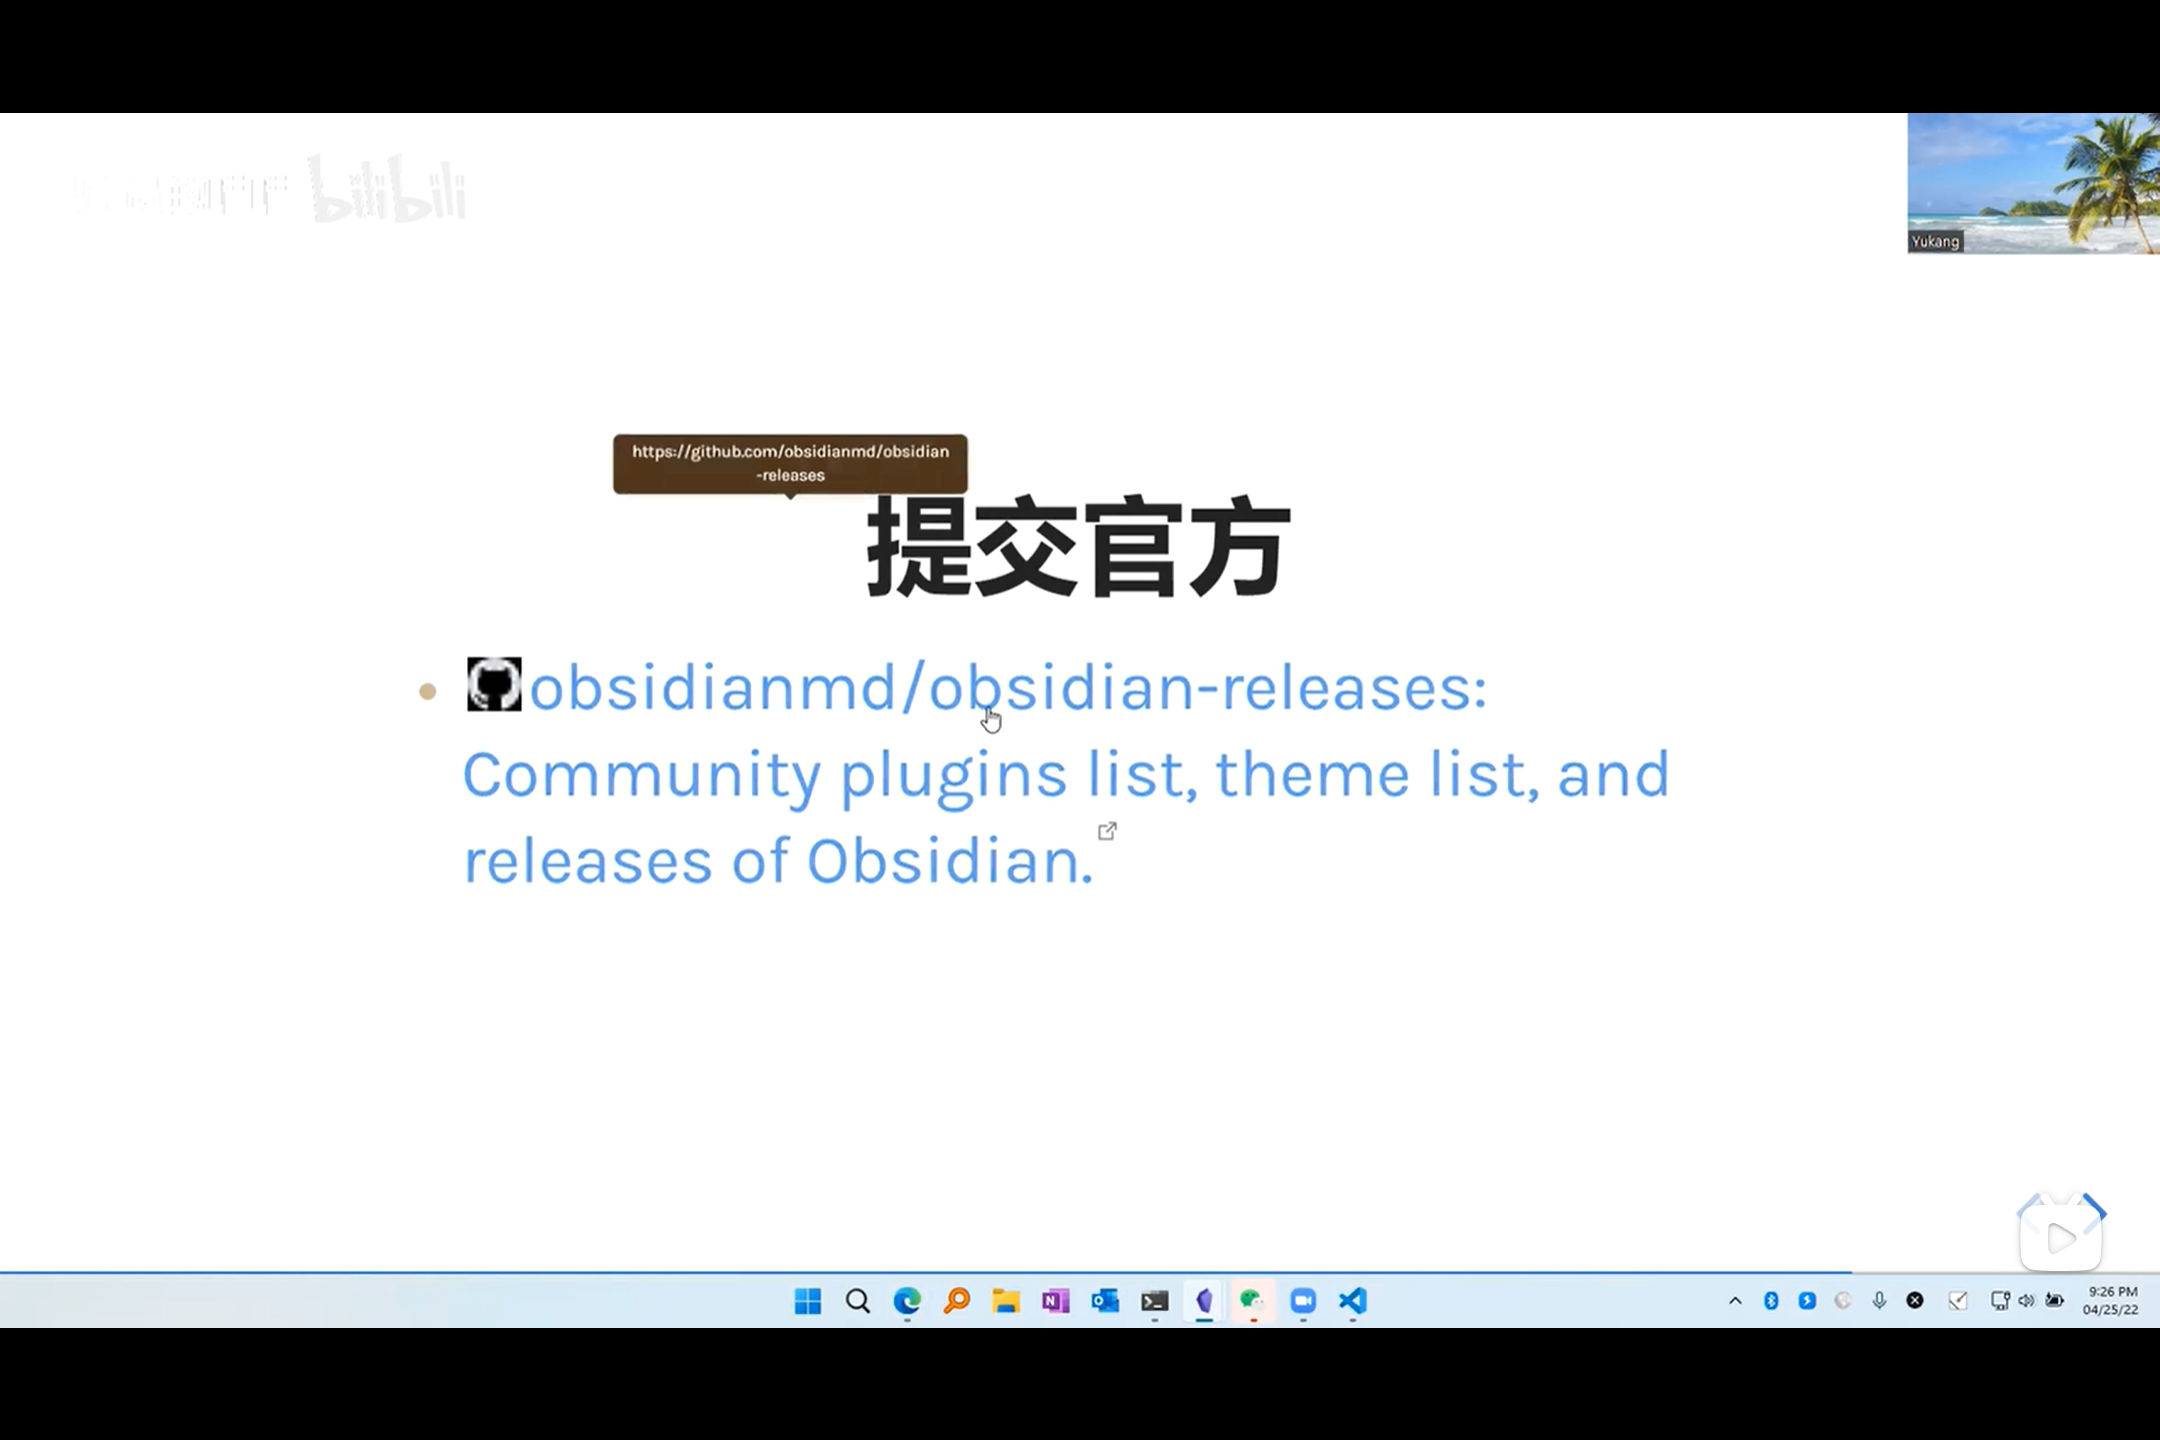 bilibili
Yukang
https://github.com/obsidianmd/obsidian
-releases
提交官方
obsidianmd/obsidian-releases:
Community plugins list, theme list, and
releases of Obsidian.
9:26 PM
04/25/22